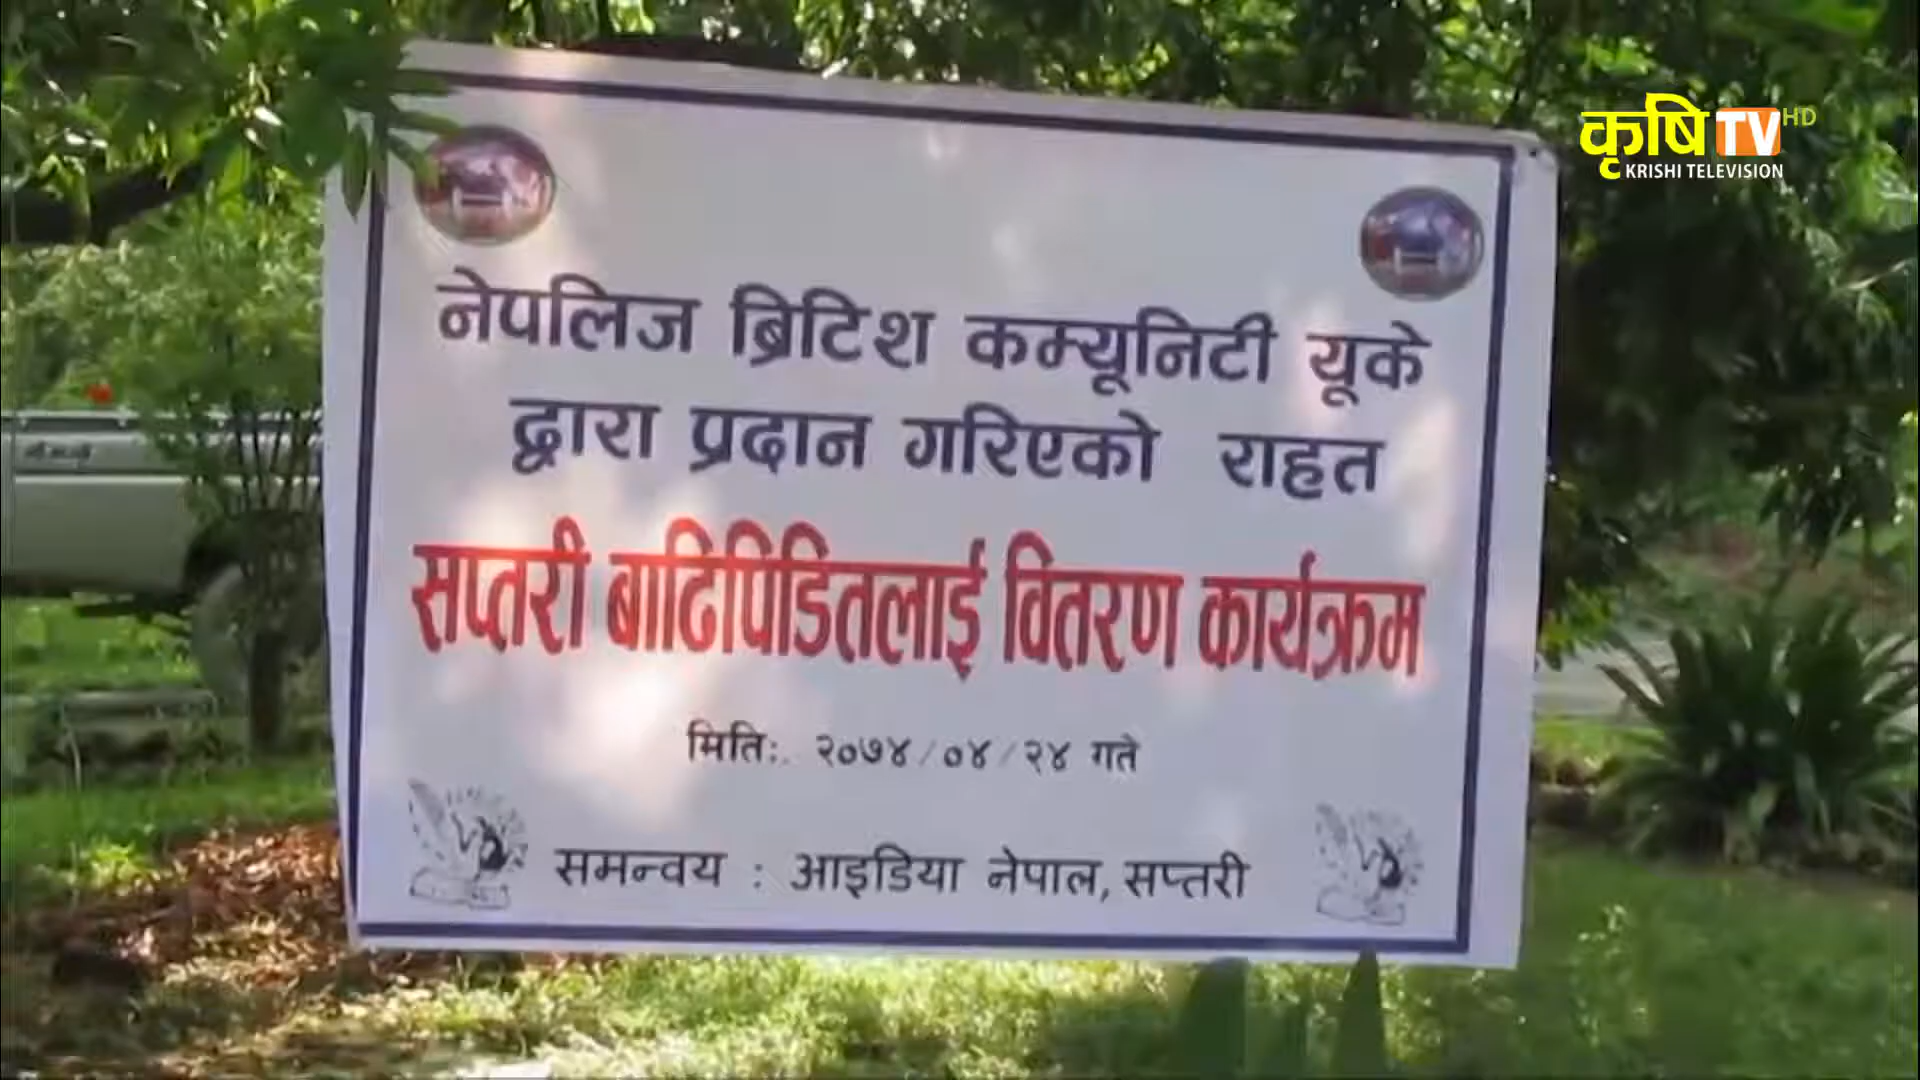 कृषि TV HD
KRISHI TELEVISION
नेपलिज ब्रिटिश कम्यूनिटी यूके
द्वारा प्रदान गरिएको राहत
सप्तरी बाढिपिडितलाई वितरण कार्यक्रम
मितिः. २०७४/०४/२४ गते
समन्वय : आइडिया नेपाल, सप्तरी